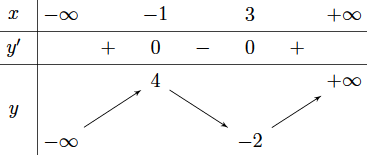 x −∞ −1 3 +∞
y′ + 0 − 0 +
4 +∞
y
−∞ −2